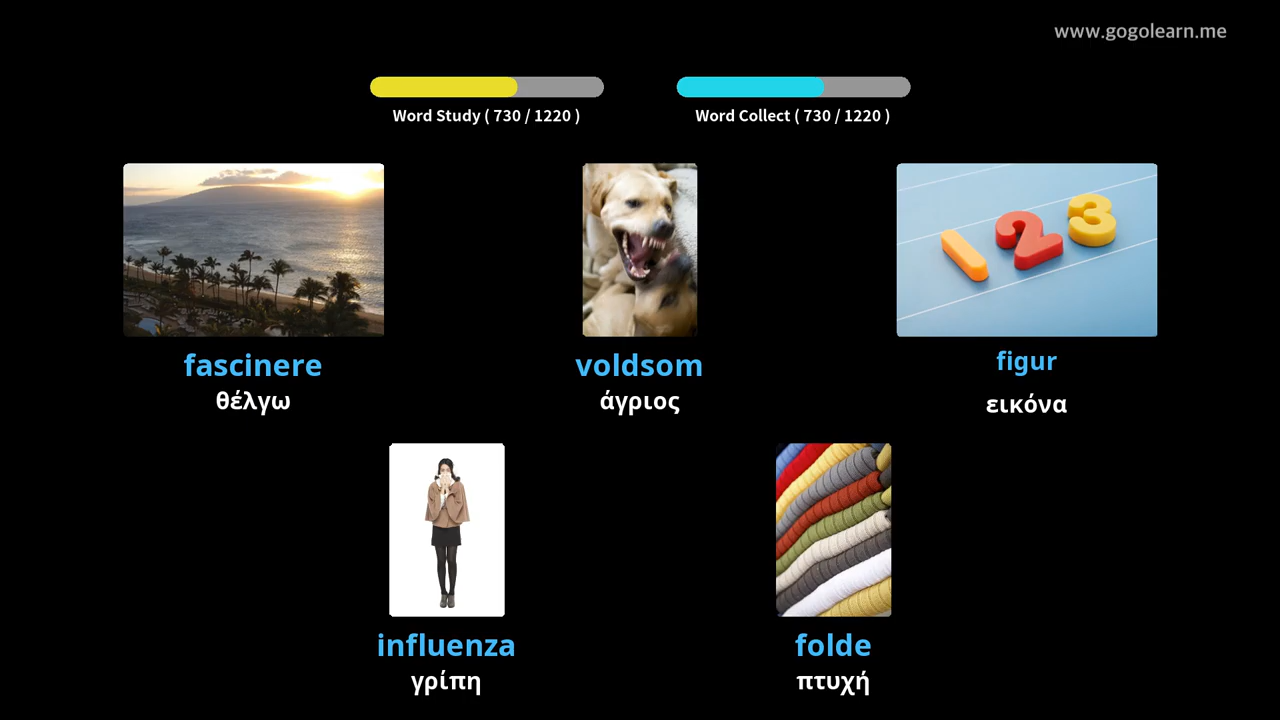 www.gogolearn.me
Word Study ( 730 / 1220 )
Word Collect ( 730 / 1220 )
fascinere
θέλγω
voldsom
άγριος
figur
εικόνα
influenza
γρίπη
folde
πτυχή